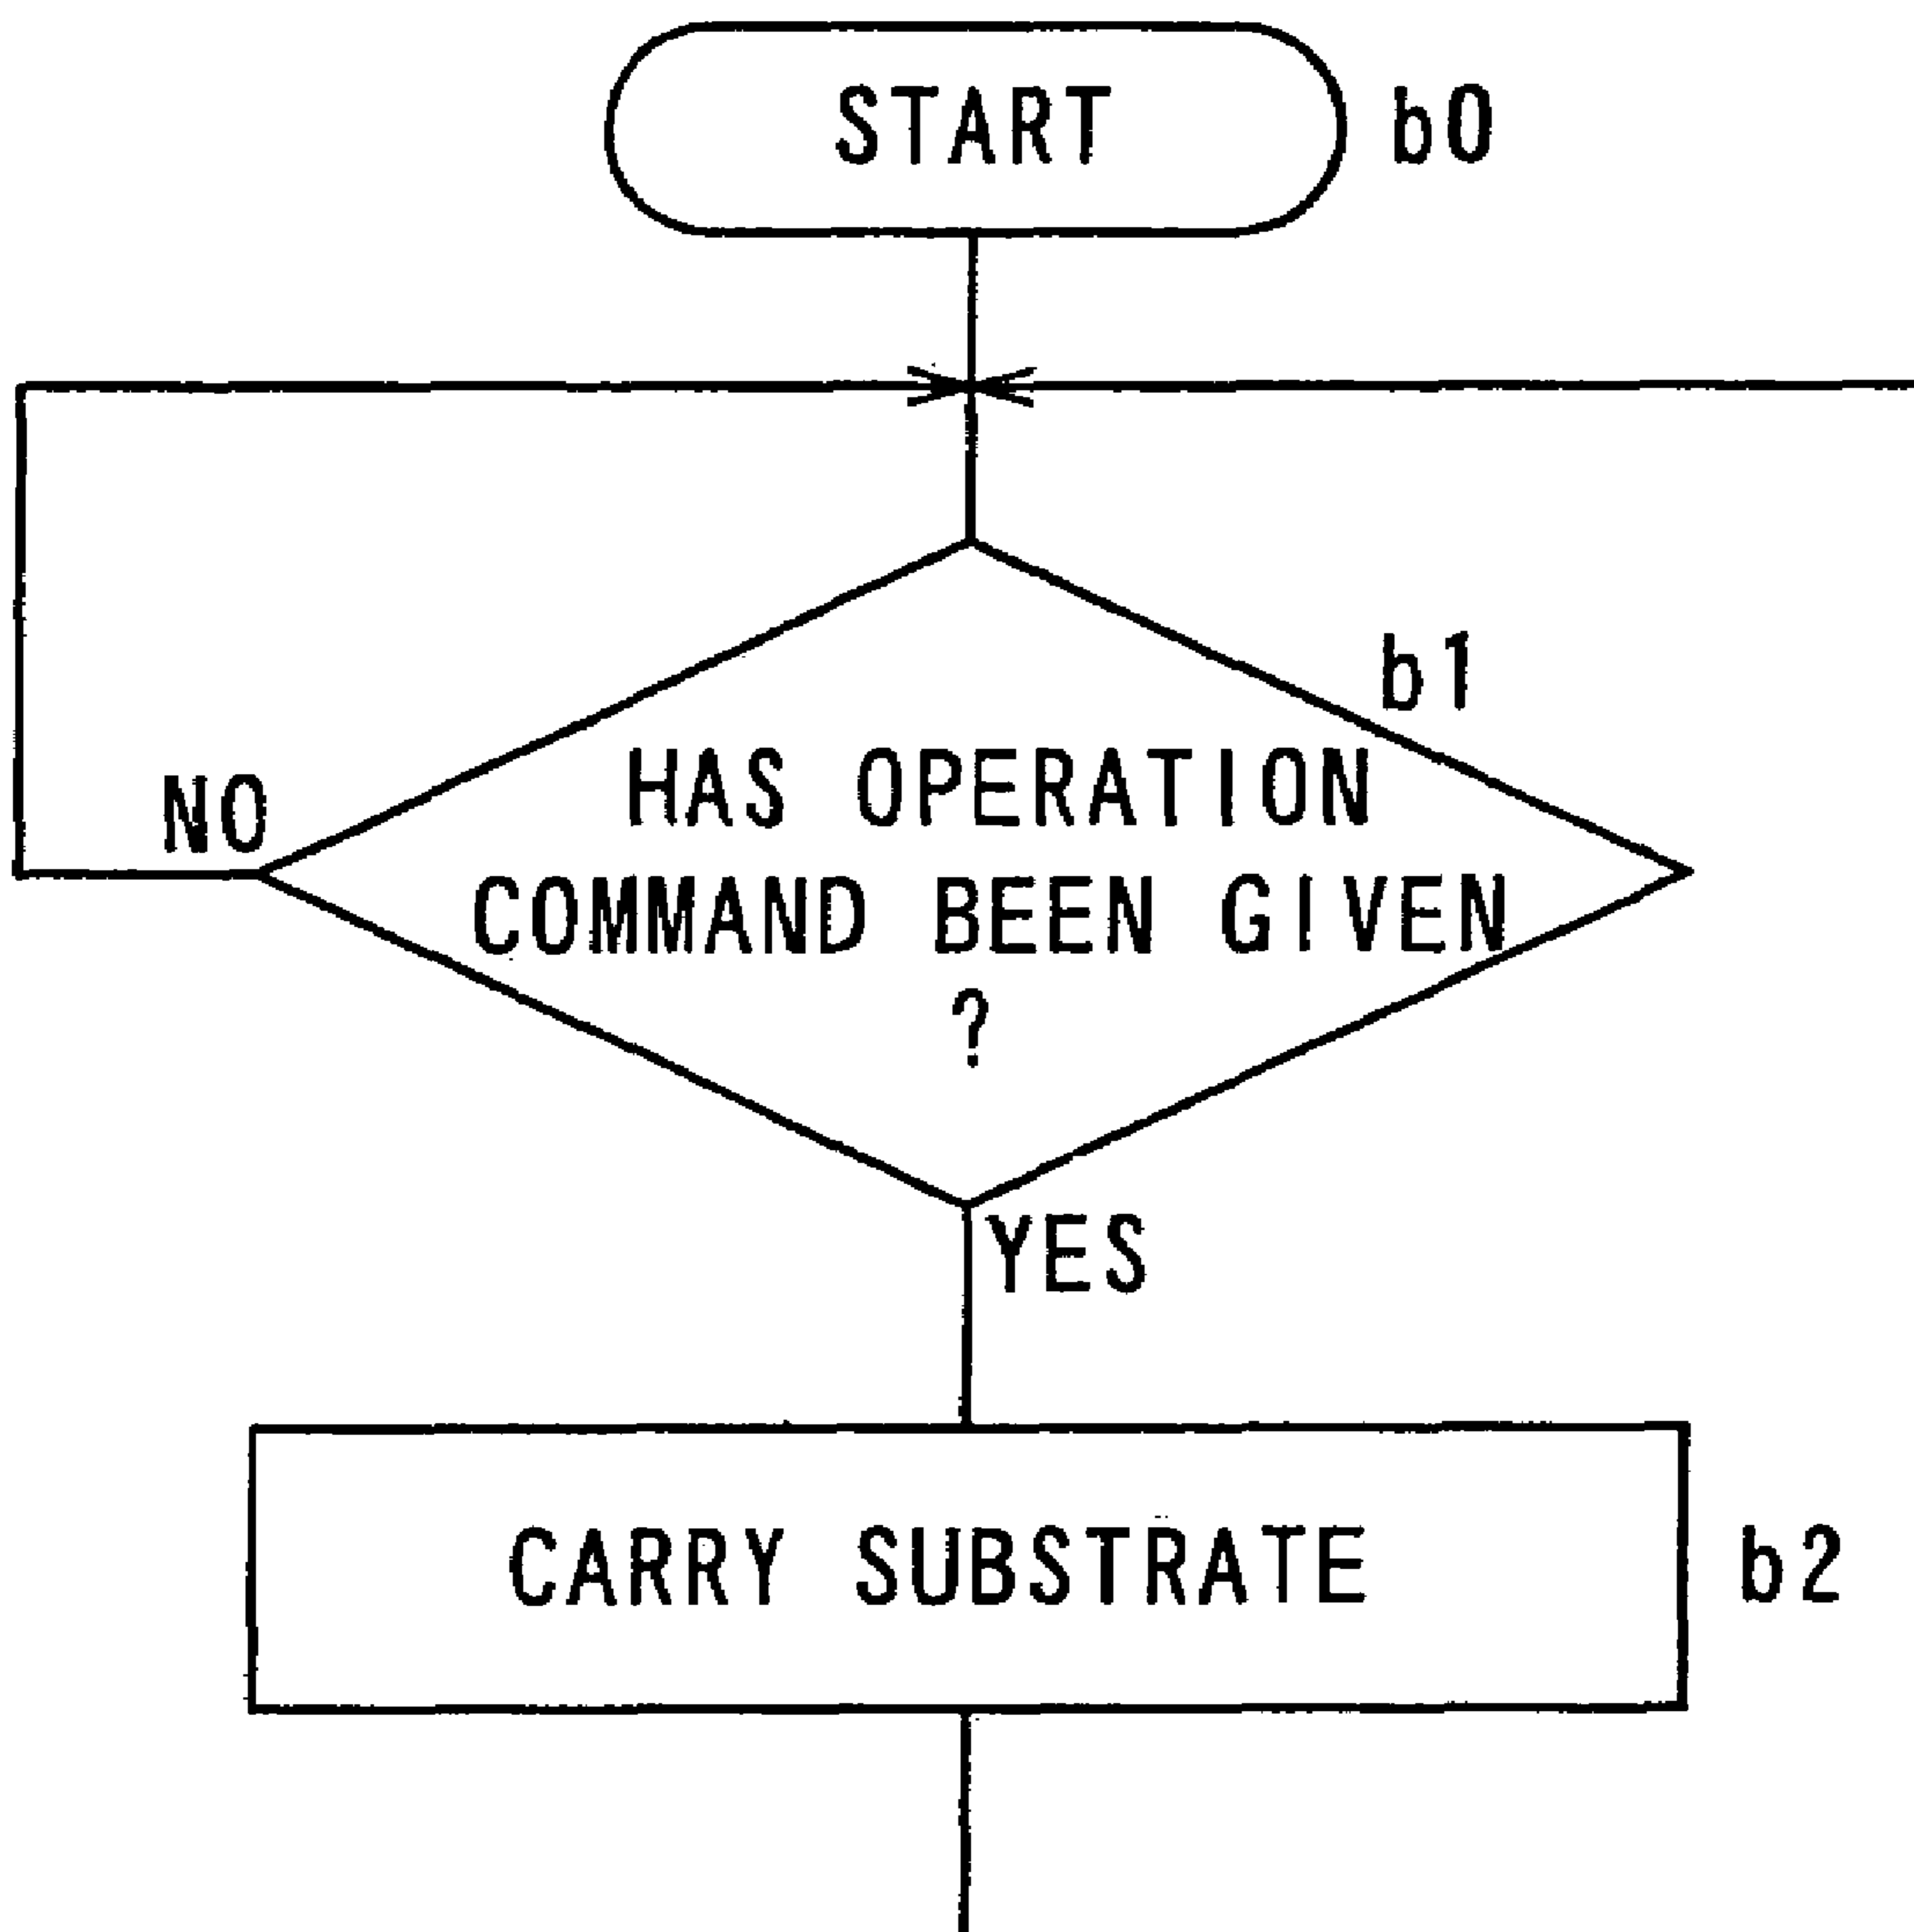 START b0
b1
HAS OPERATION
NO
COMMAND BEEN GIVEN
?
YES
CARRY SUBSTRATE b2